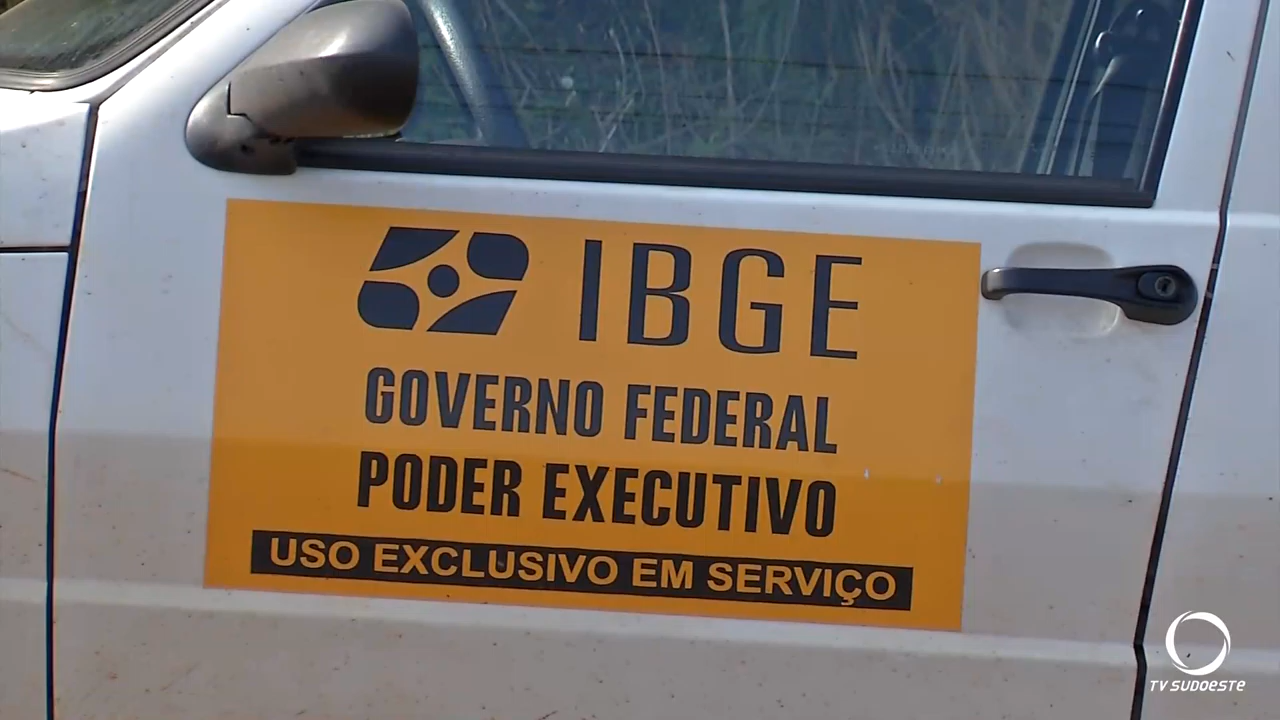 IBGE
GOVERNO FEDERAL
PODER EXECUTIVO
USO EXCLUSIVO EM SERVIÇO
TV SUDOESTE